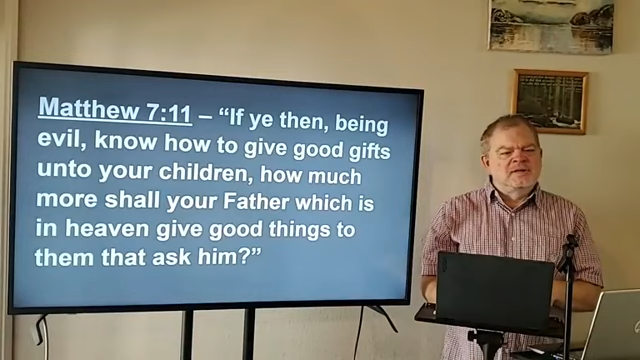 Matthew 7:11 – “If ye then, being
evil, know how to give good gifts
unto your children, how much
more shall your Father which is
in heaven give good things to
them that ask him?”